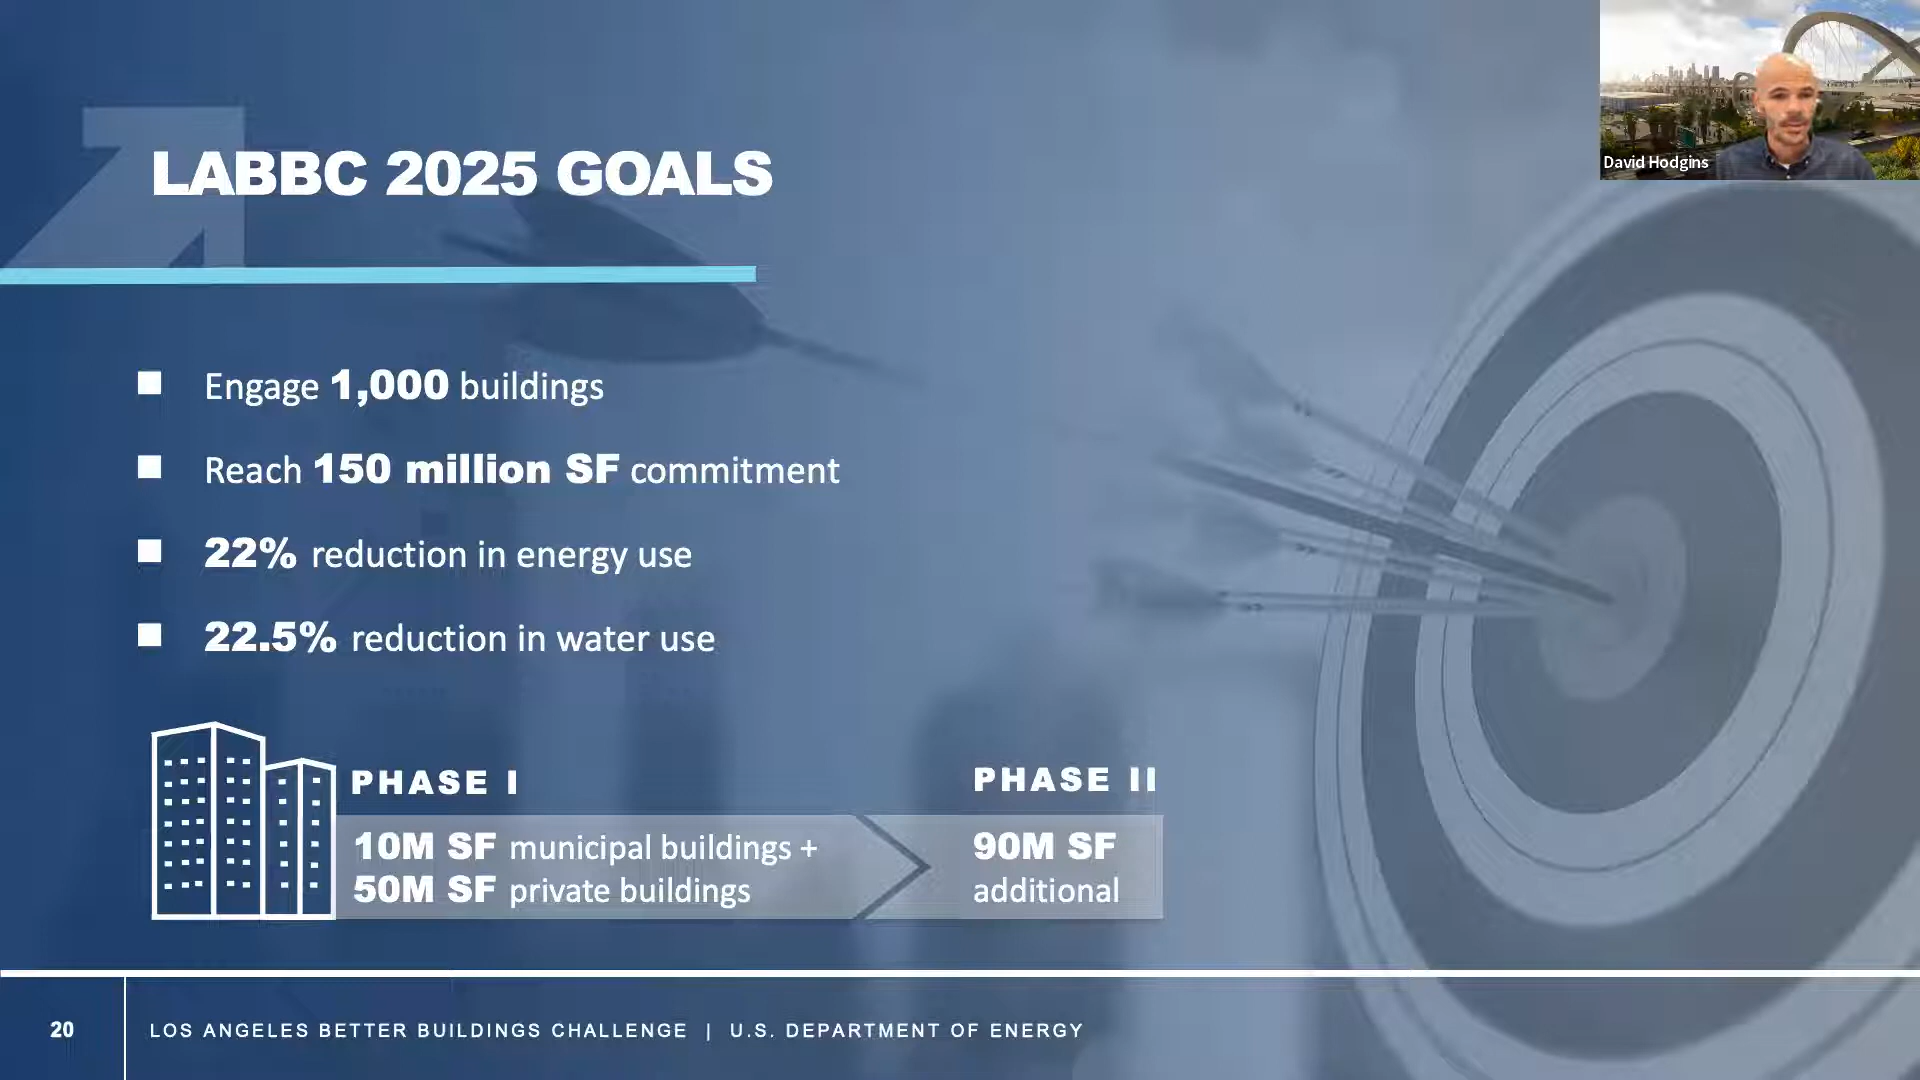 David Hodgins
LABBC 2025 GOALS
Engage 1,000 buildings
Reach 150 million SF commitment
22% reduction in energy use
22.5% reduction in water use
PHASE I
10M SF municipal buildings +
50M SF private buildings
PHASE II
90M SF
additional
20
LOS ANGELES BETTER BUILDINGS CHALLENGE | U.S. DEPARTMENT OF ENERGY